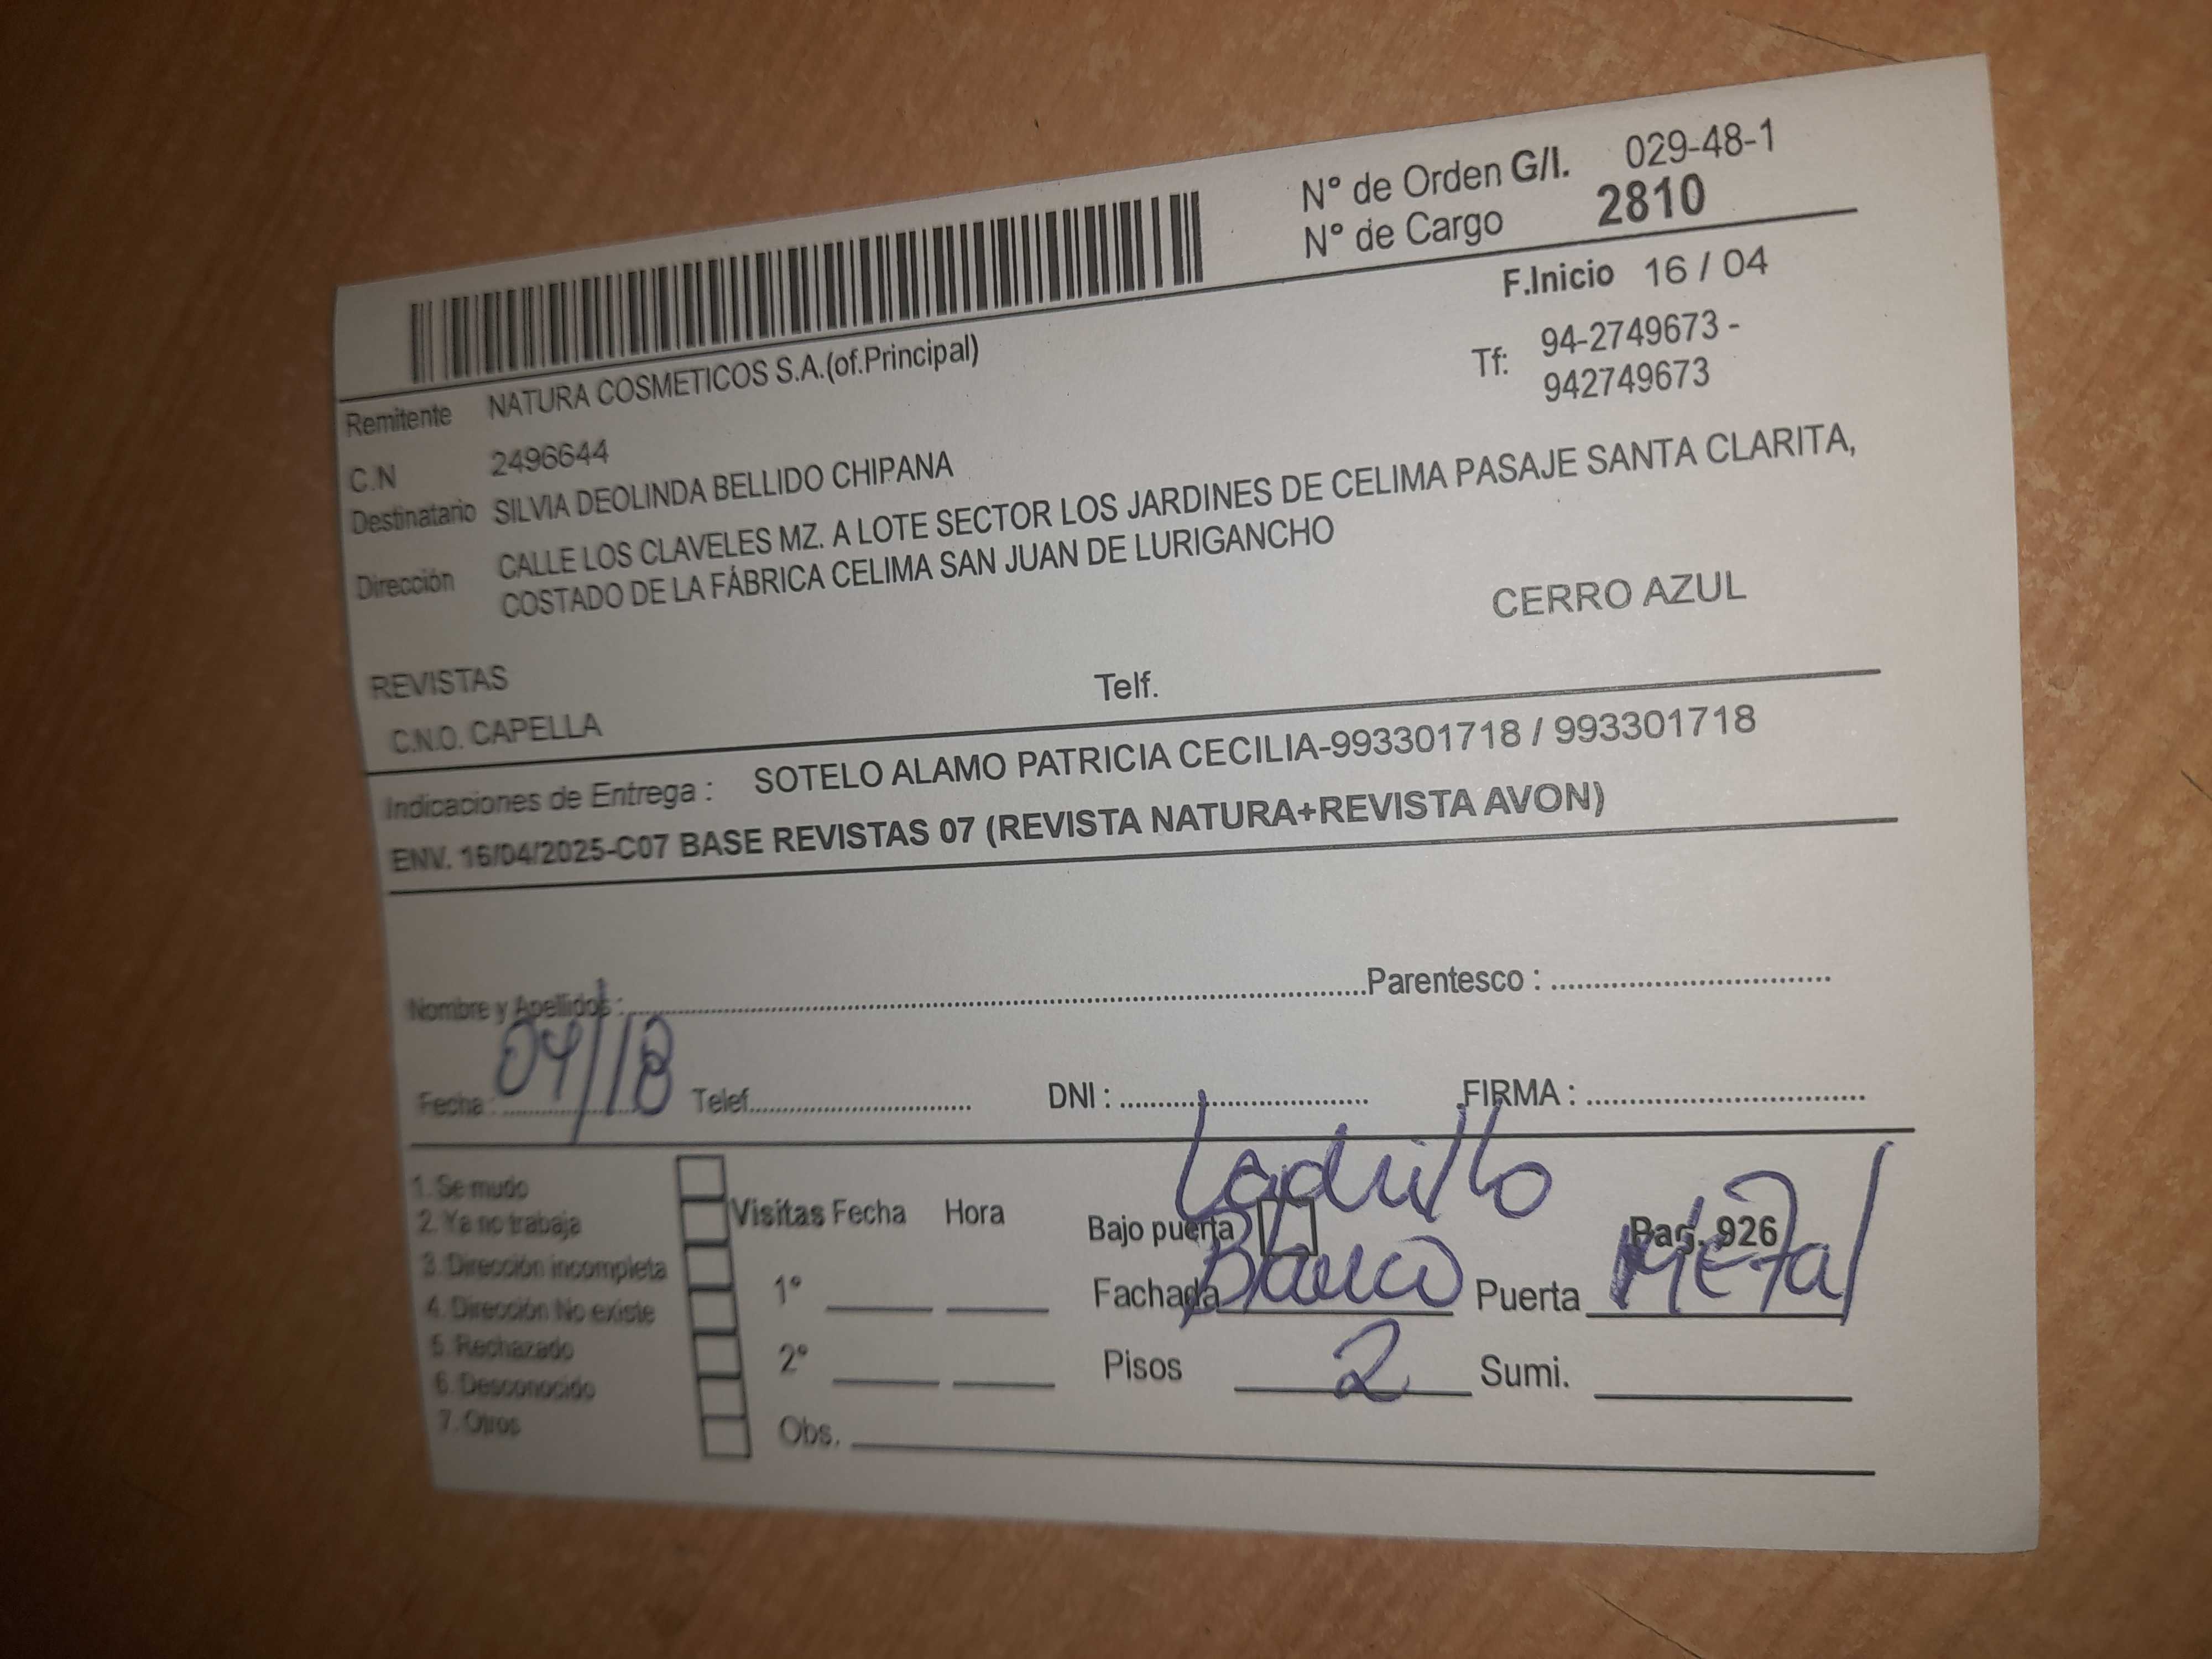 N° de Orden G/I. 029-48-1
N° de Cargo 2810
F.Inicio 16 / 04
Remitente NATURA COSMETICOS S.A.(of.Principal)
Tf: 94-2749673 -
942749673
C.N 2496644
Destinatario SILVIA DEOLINDA BELLIDO CHIPANA
Dirección CALLE LOS CLAVELES MZ. A LOTE SECTOR LOS JARDINES DE CELIMA PASAJE SANTA CLARITA,
COSTADO DE LA FÁBRICA CELIMA SAN JUAN DE LURIGANCHO
CERRO AZUL
REVISTAS
Telf.
C.N.O. CAPELLA
Indicaciones de Entrega : SOTELO ALAMO PATRICIA CECILIA-993301718 / 993301718
ENV. 16/04/2025-C07 BASE REVISTAS 07 (REVISTA NATURA+REVISTA AVON)
Nombre y Apellidos : Parentesco :
Fecha : 04/18 Telef. DNI : FIRMA :
1. Se mudo
2. Ya no trabaja
3. Dirección incompleta
4. Dirección No existe
5. Rechazado
6. Desconocido
7. Otros
Visitas Fecha Hora
1°
2°
Obs.
Ladrillo
Bajo puerta Pag. 926
Fachada Blanco Puerta Metal
Pisos 2 Sumi.